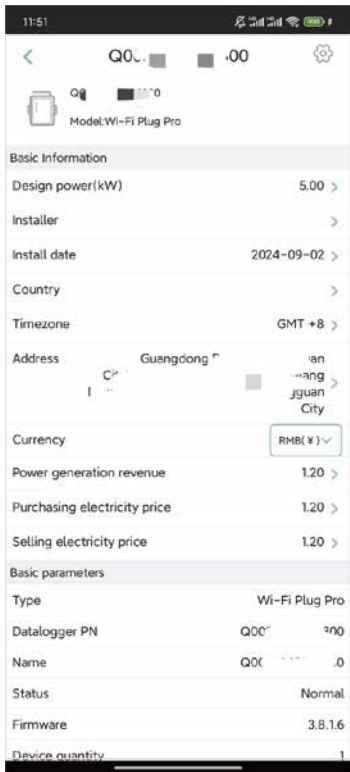 11:51
.00
Model:Wi-Fi Plug Pro
Basic Information
Design power(kW) 5.00
Installer
Install date 2024-09-02
Country
Timezone GMT +8
Address Guangdong
City
Currency RMB(¥)
Power generation revenue 1.20
Purchasing electricity price 1.20
Selling electricity price 1.20
Basic parameters
Type Wi-Fi Plug Pro
Datalogger PN
Name
Status Normal
Firmware 3.8.1.6
Device quantity 1